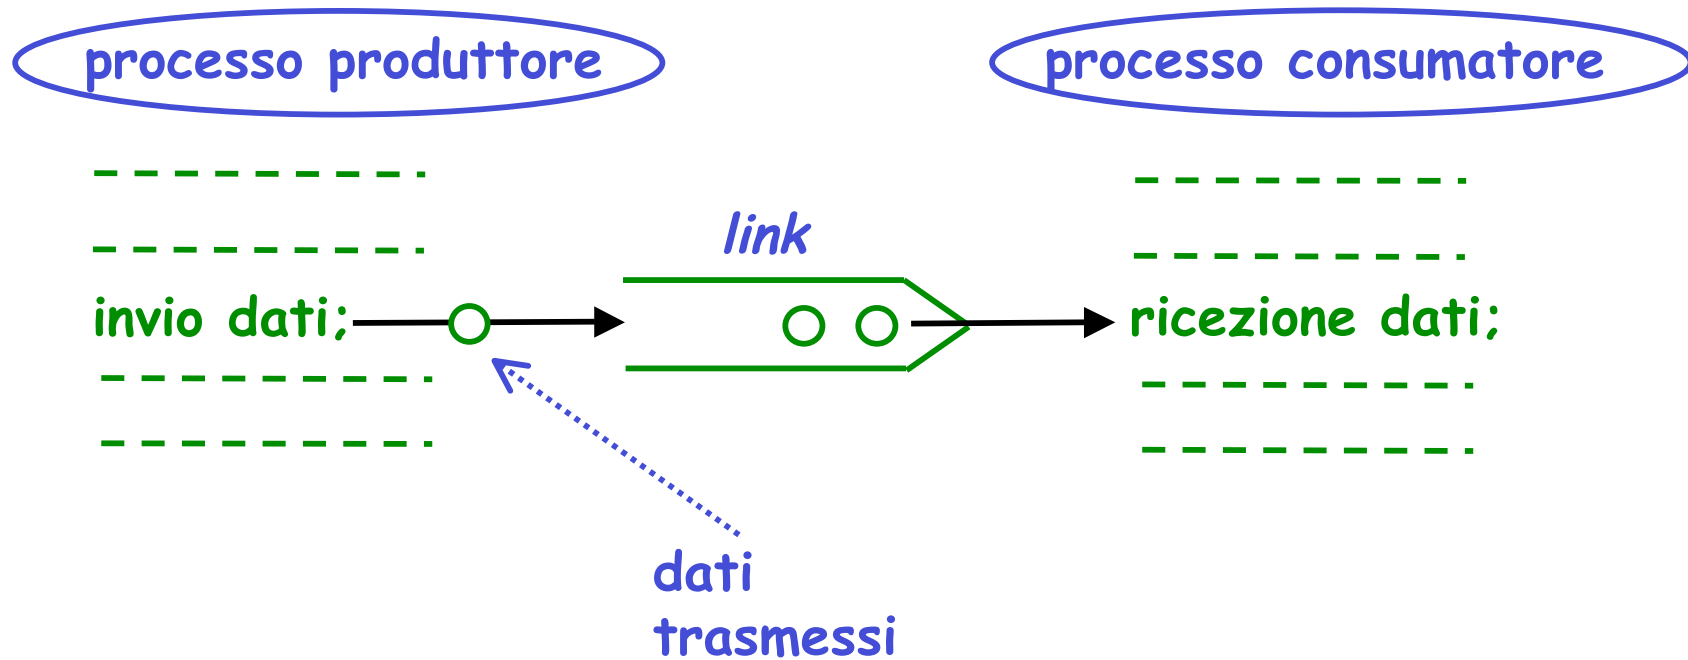 processo produttore
processo consumatore
link
invio dati;
ricezione dati;
dati
trasmessi